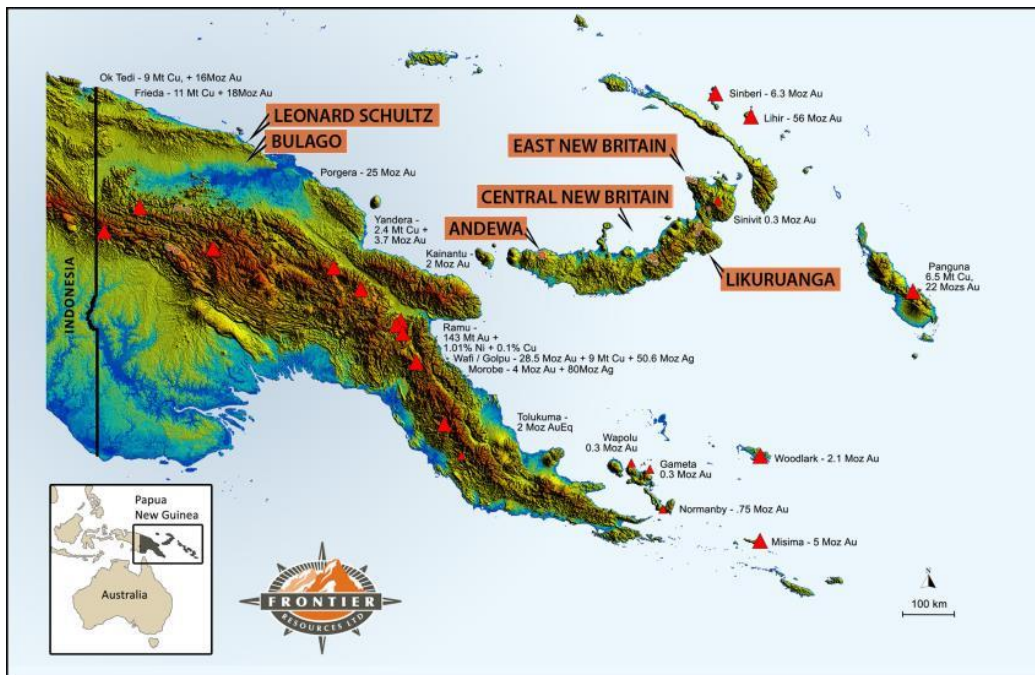 Ok Tedi - 9 Mt Cu, + 16Moz Au
Frieda - 11 Mt Cu + 18Moz Au
LEONARD SCHULTZ
BULAGO
Porgera - 25 Moz Au
Yandera -
2.4 Mt Cu +
3.7 Moz Au
Kainantu -
2 Moz Au
INDONESIA
Ramu -
143 Mt Au +
1.01% Ni + 0.1% Cu
- Wafi / Golpu - 28.5 Moz Au + 9 Mt Cu + 50.6 Moz Ag
Morobe - 4 Moz Au + 80Moz Ag
Tolukuma -
2 Moz AuEq
Sinberi - 6.3 Moz Au
Lihir - 56 Moz Au
EAST NEW BRITAIN
CENTRAL NEW BRITAIN
ANDEWA
Sinivit 0.3 Moz Au
LIKURUANGA
Panguna
6.5 Mt Cu,
22 Mozs Au
Wapolu
0.3 Moz Au
Gameta
0.3 Moz Au
Woodlark - 2.1 Moz Au
Normanby - .75 Moz Au
Misima - 5 Moz Au
Papua
New Guinea
Australia
FRONTIER
RESOURCES LTD
N
100 km